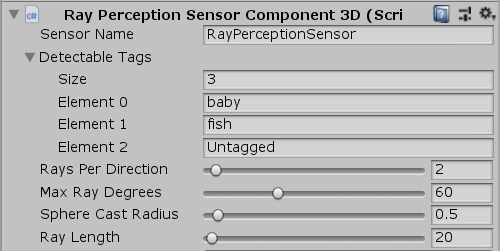 Ray Perception Sensor Component 3D (Scri
Sensor Name RayPerceptionSensor
Detectable Tags
Size 3
Element 0 baby
Element 1 fish
Element 2 Untagged
Rays Per Direction 2
Max Ray Degrees 60
Sphere Cast Radius 0.5
Ray Length 20